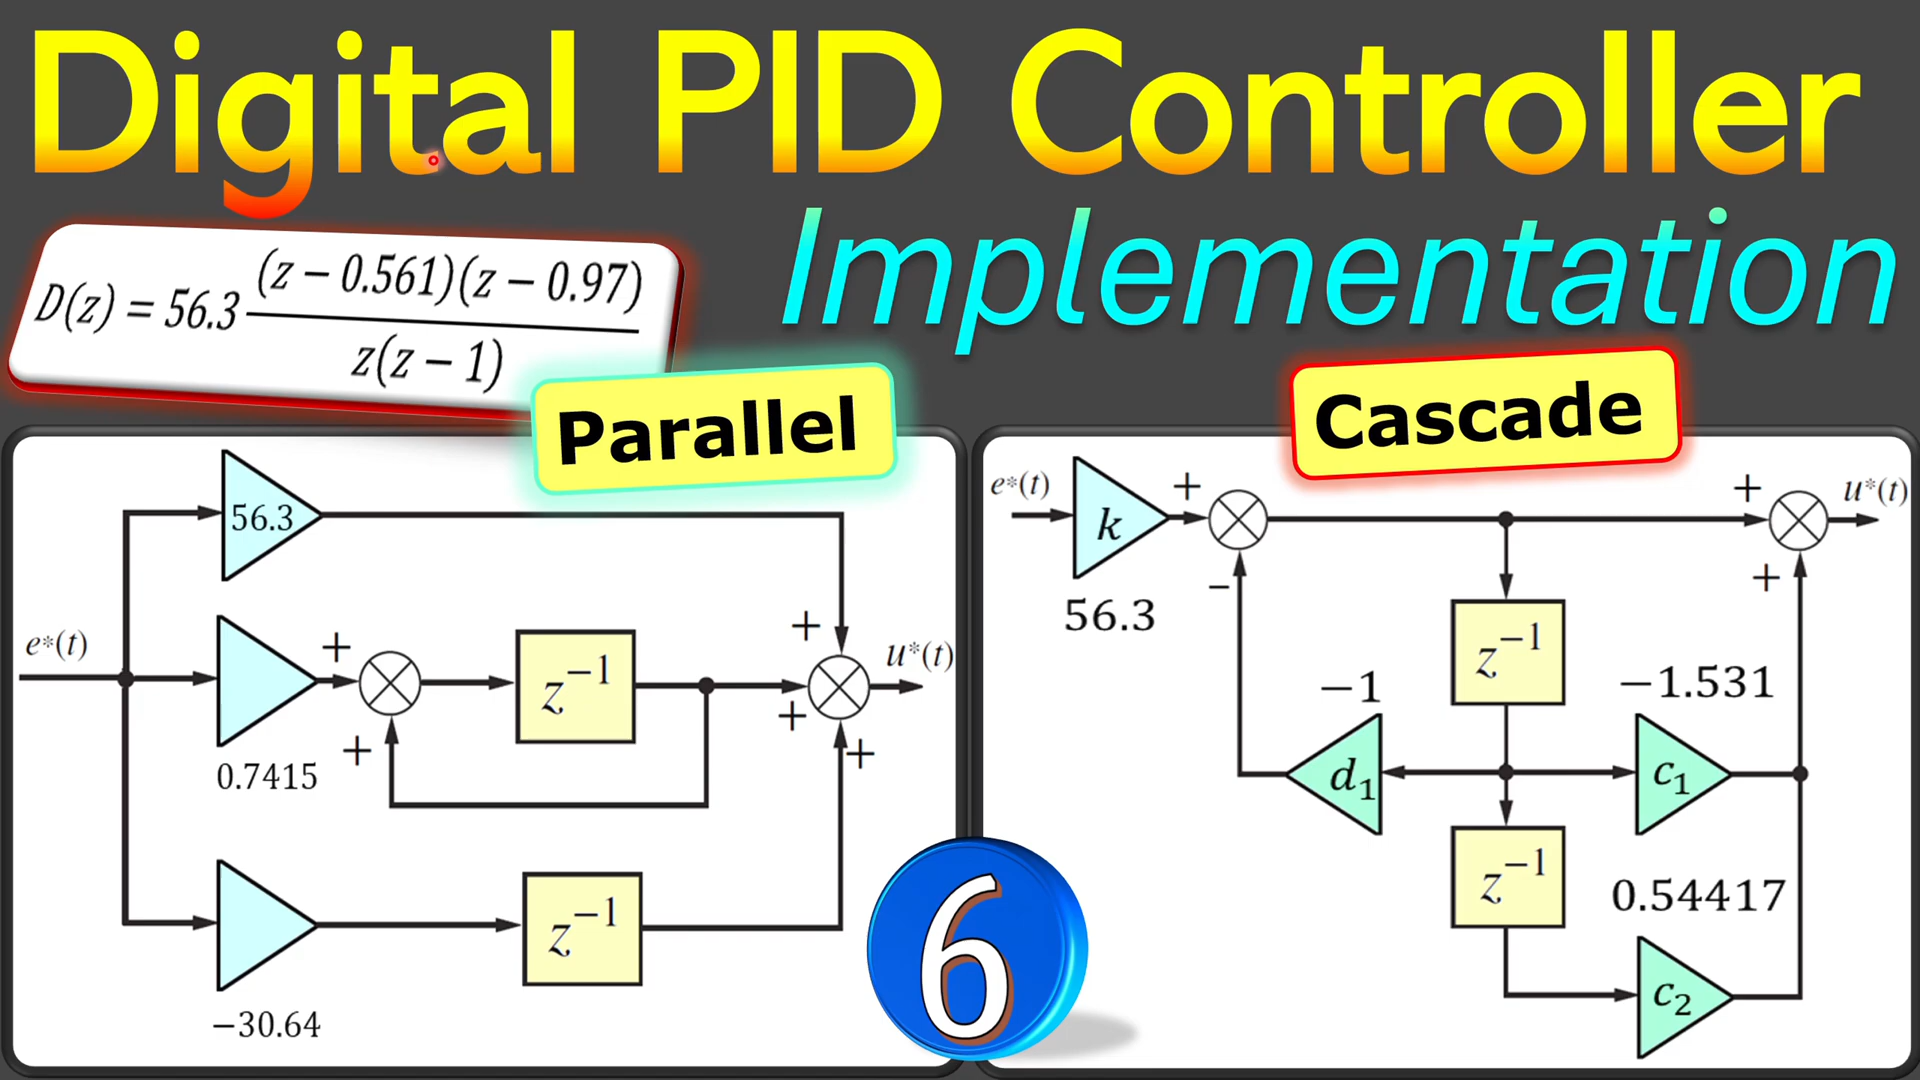 Digital PID Controller
Implementation
D(z) = 56.3 (z − 0.561)(z − 0.97)
z(z − 1)
Parallel
Cascade
56.3
e*(t)
+
+
0.7415
z⁻¹
+
+
+
u*(t)
−30.64
z⁻¹
6
e*(t)
k
56.3
+
−
+
+
u*(t)
z⁻¹
−1
d₁
−1.531
c₁
z⁻¹
0.54417
c₂